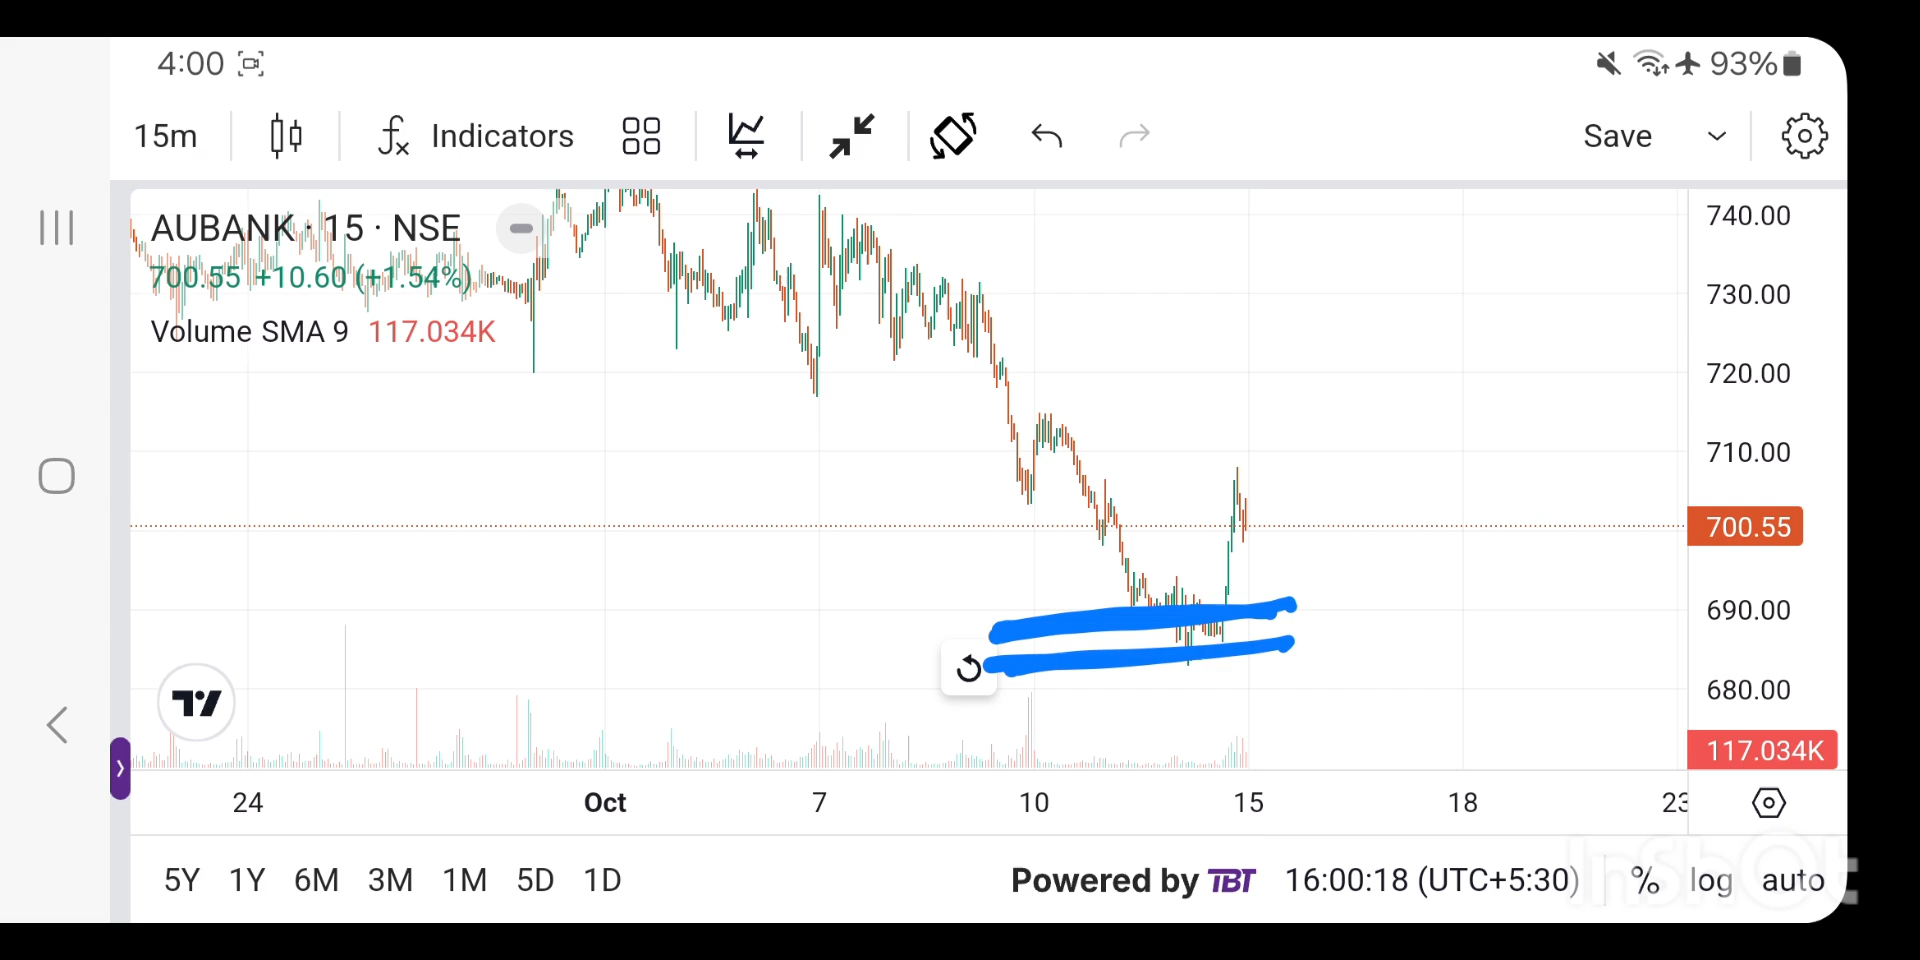 4:00 93%
15m Indicators Save
AUBANK · 15 · NSE
700.55 +10.60 (+1.54%)
Volume SMA 9 117.034K
740.00
730.00
720.00
710.00
700.55
690.00
680.00
117.034K
24 Oct 7 10 15 18 23
5Y 1Y 6M 3M 1M 5D 1D Powered by TBT 16:00:18 (UTC+5:30) % log auto
InShOt